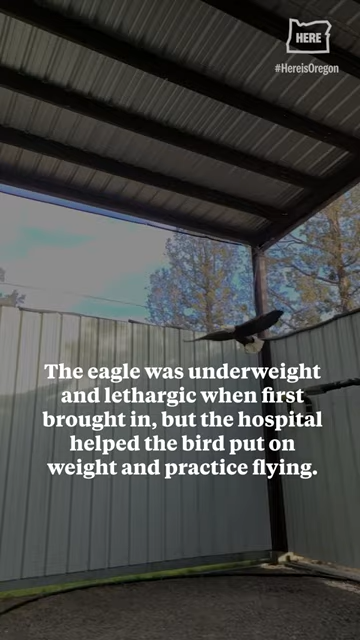 HERE
#HereisOregon
The eagle was underweight
and lethargic when first
brought in, but the hospital
helped the bird put on
weight and practice flying.